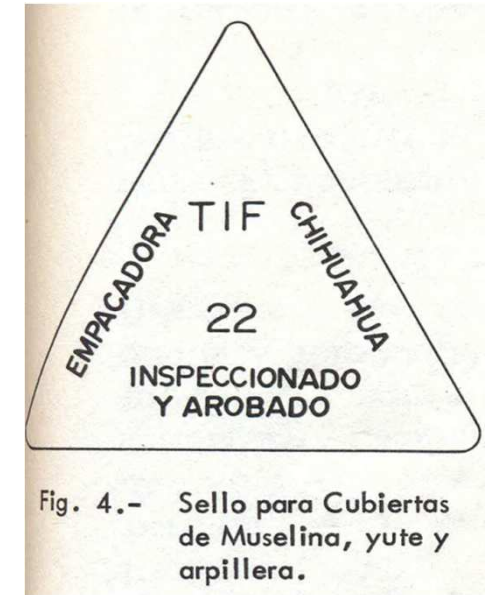 TIF
EMPACADORA
CHIHUAHUA
22
INSPECCIONADO
Y AROBADO
Fig. 4.- Sello para Cubiertas
de Muselina, yute y
arpillera.